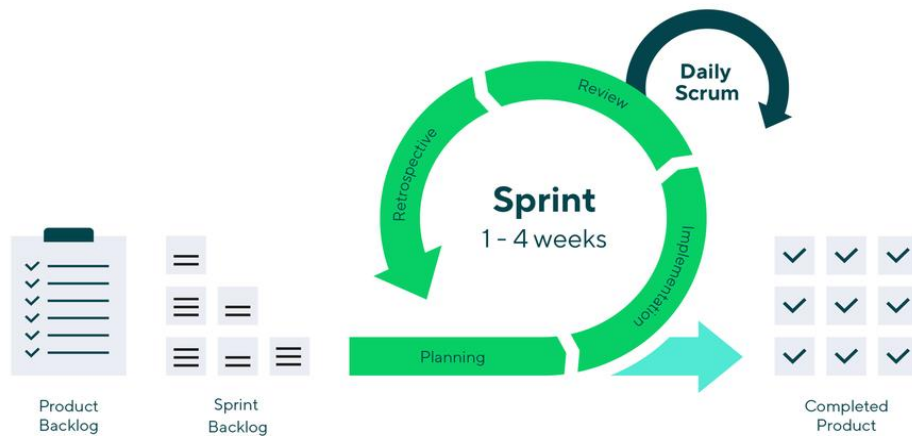 Daily
Scrum
Review
Retrospective
Sprint
1 - 4 weeks
Implementation
Planning
Product
Backlog
Sprint
Backlog
Completed
Product